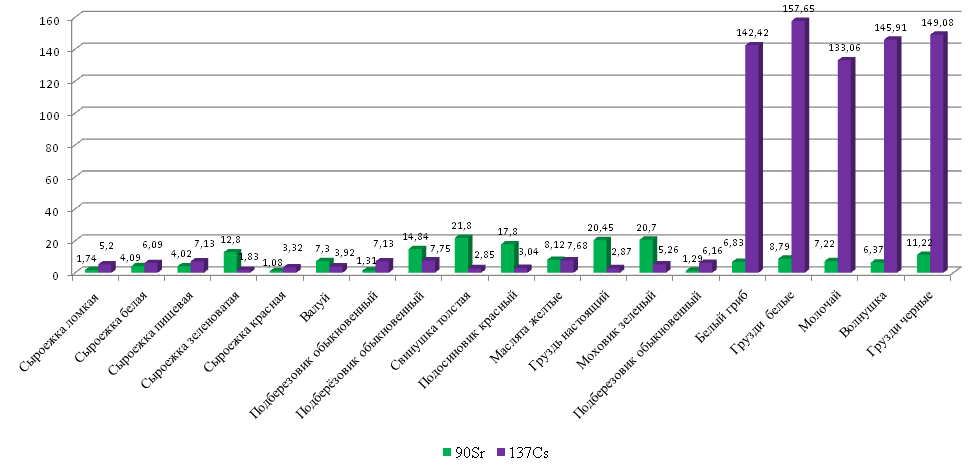 160
140
120
100
80
60
40
20
0
1,74 5,2
4,09 6,09
4,02 7,13
12,8 1,83
1,08 3,32
7,3 3,92
1,31 7,13
14,84 7,75
21,8 2,85
17,8 3,04
8,12 7,68
20,45 2,87
20,7 5,26
1,29 6,16
6,83 142,42
8,79 157,65
7,22 133,06
6,37 145,91
11,22 149,08
Сыроежка ломкая
Сыроежка белая
Сыроежка пищевая
Сыроежка зеленоватая
Сыроежка красная
Валуй
Подберезовик обыкновенный
Подберёзовик обыкновенный
Свинушка толстая
Подосиновик красный
Маслята желтые
Груздь настоящий
Моховик зеленый
Подберезовик обыкновенный
Белый гриб
Грузди белые
Молочай
Волнушка
Грузди черные
90Sr 137Cs